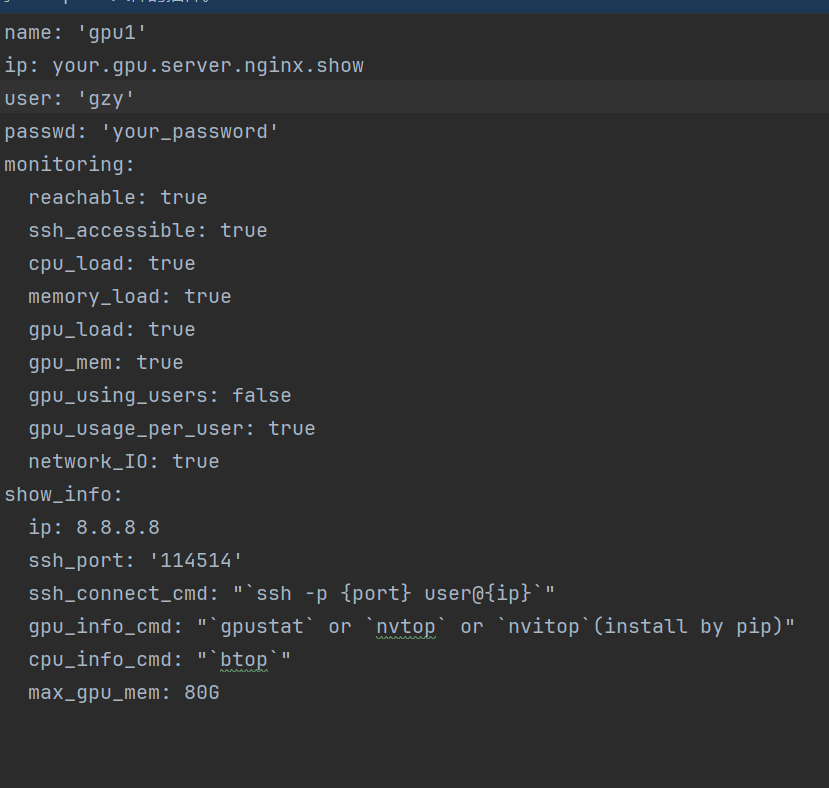 name: 'gpu1'
ip: your.gpu.server.nginx.show
user: 'gzy'
passwd: 'your_password'
monitoring:
  reachable: true
  ssh_accessible: true
  cpu_load: true
  memory_load: true
  gpu_load: true
  gpu_mem: true
  gpu_using_users: false
  gpu_usage_per_user: true
  network_IO: true
show_info:
  ip: 8.8.8.8
  ssh_port: '114514'
  ssh_connect_cmd: "`ssh -p {port} user@{ip}`"
  gpu_info_cmd: "`gpustat` or `nvtop` or `nvitop`(install by pip)"
  cpu_info_cmd: "`btop`"
  max_gpu_mem: 80G